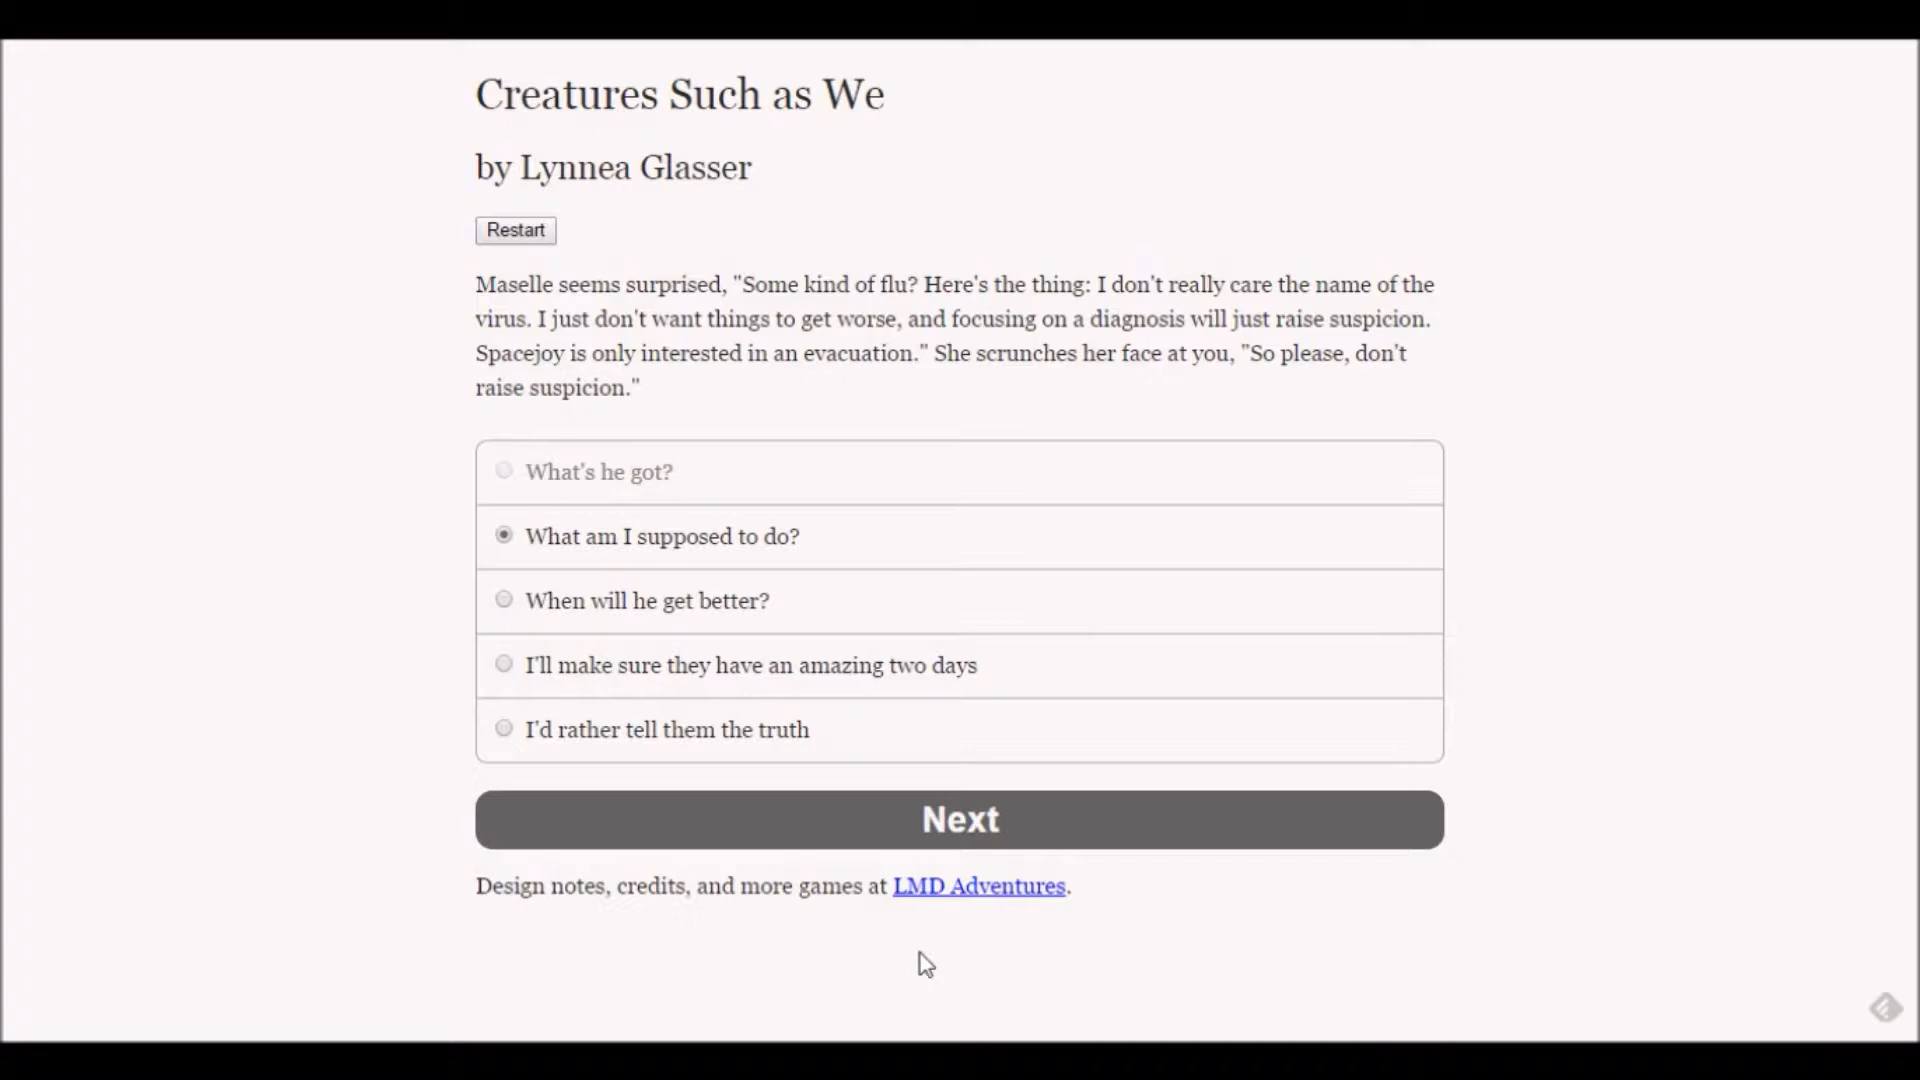 Creatures Such as We
by Lynnea Glasser
Restart
Maselle seems surprised, "Some kind of flu? Here's the thing: I don't really care the name of the
virus. I just don't want things to get worse, and focusing on a diagnosis will just raise suspicion.
Spacejoy is only interested in an evacuation." She scrunches her face at you, "So please, don't
raise suspicion."
What's he got?
What am I supposed to do?
When will he get better?
I'll make sure they have an amazing two days
I'd rather tell them the truth
Next
Design notes, credits, and more games at LMD Adventures.